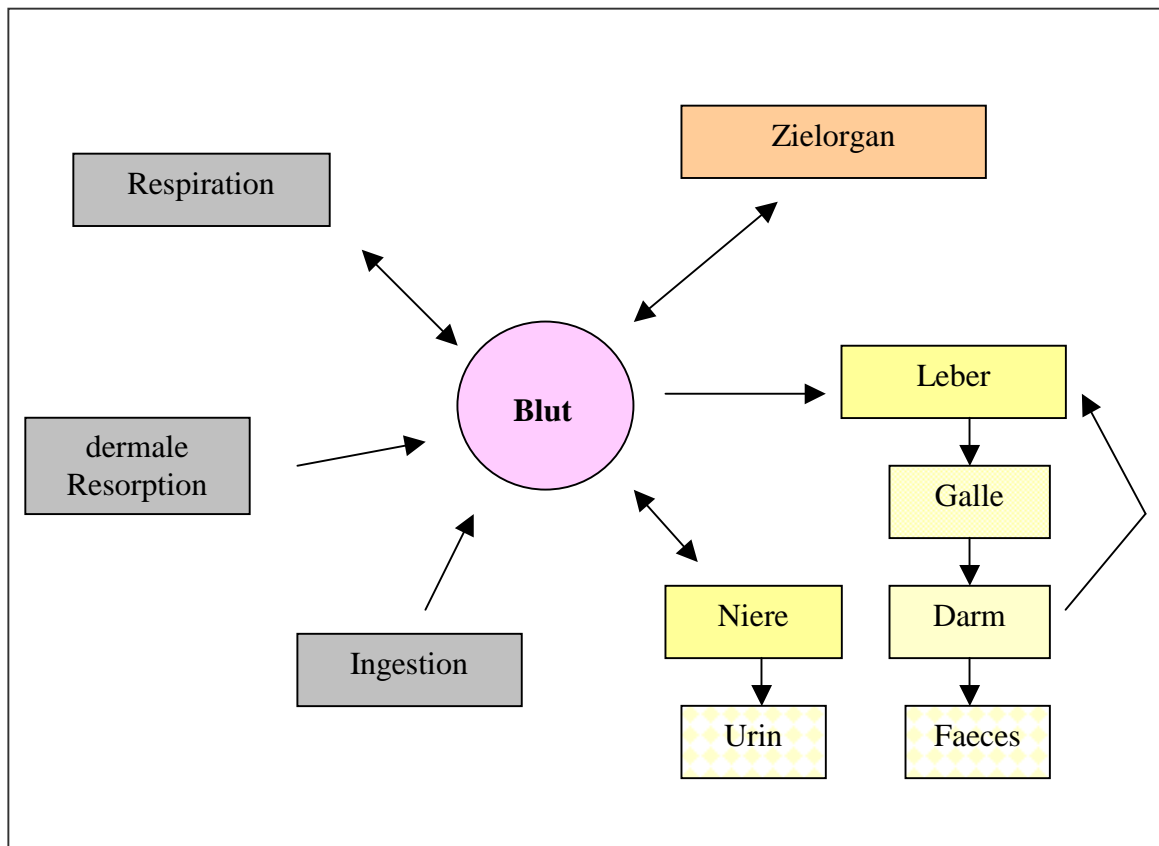 Zielorgan
Respiration
Leber
Blut
dermale
Resorption
Galle
Niere
Darm
Ingestion
Urin
Faeces